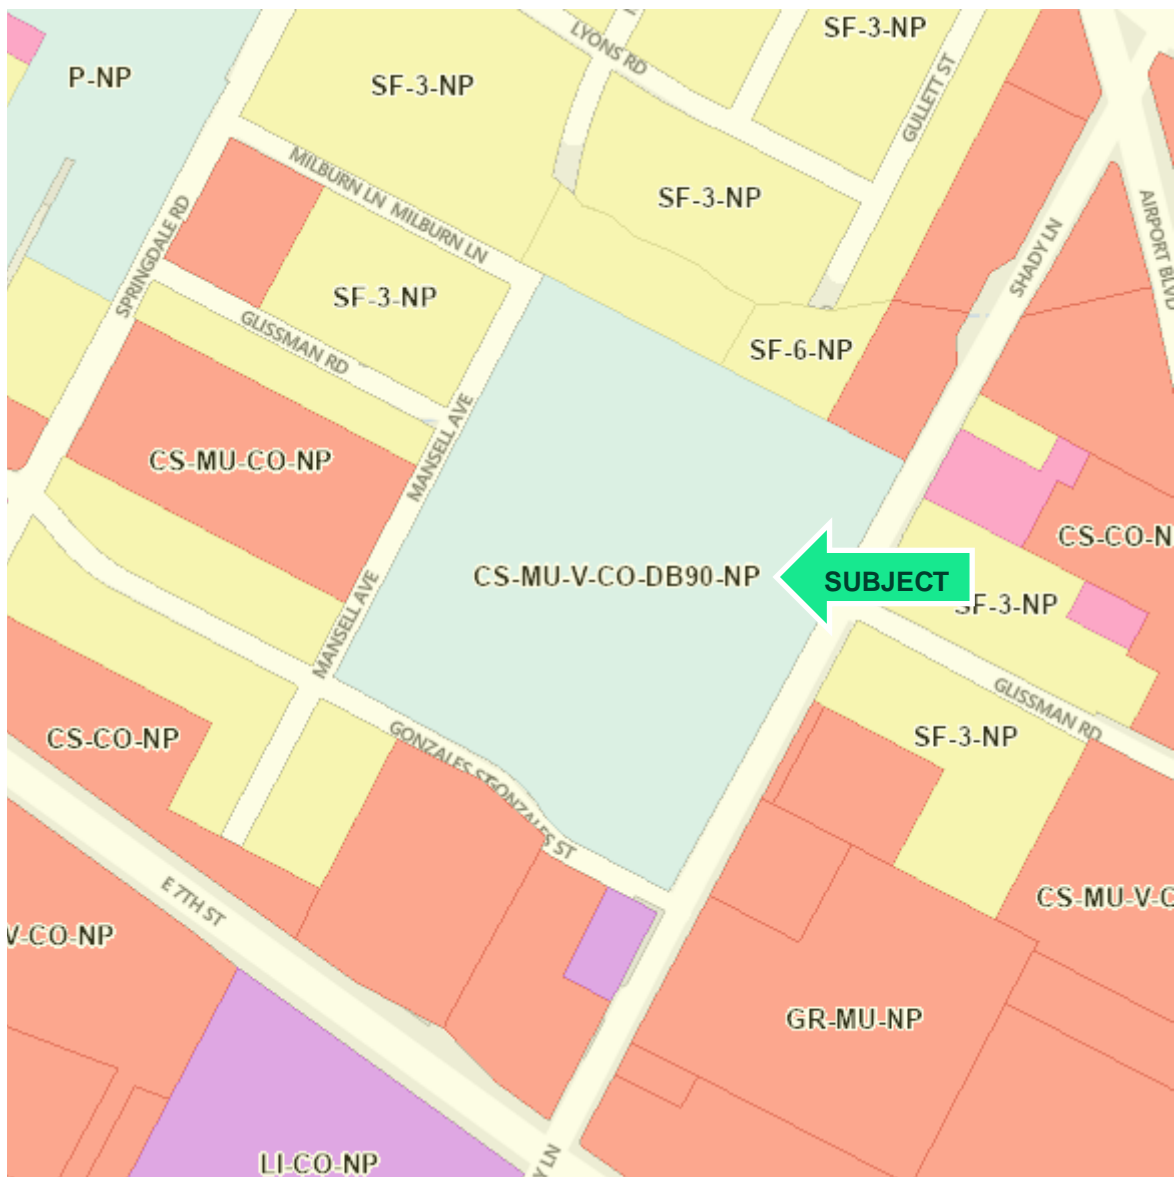 SF-3-NP
LYONS RD
P-NP
SF-3-NP
GULLETT ST
MILBURN LN
MILBURN LN
SF-3-NP
AIRPORT BLVD
SPRINGDALE RD
SHADY LN
SF-3-NP
GLISSMAN RD
SF-6-NP
MANSELL AVE
CS-MU-CO-NP
CS-CO-N
CS-MU-V-CO-DB90-NP
SUBJECT
SF-3-NP
MANSELL AVE
GLISSMAN RD
CS-CO-NP
SF-3-NP
GONZALES ST
GONZALES ST
E 7TH ST
CS-MU-V-C
V-CO-NP
GR-MU-NP
LI-CO-NP
Y LN